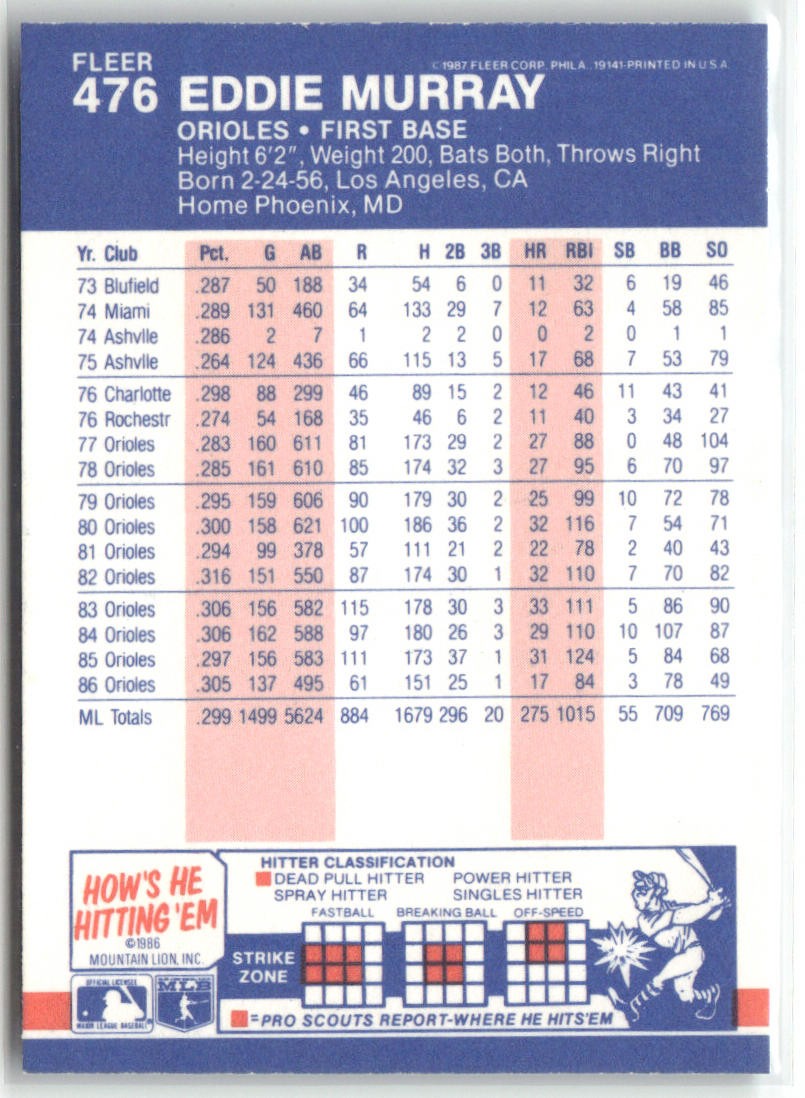 FLEER
476 EDDIE MURRAY
© 1987 FLEER CORP. PHILA., 19141-PRINTED IN U.S.A.
ORIOLES • FIRST BASE
Height 6'2", Weight 200, Bats Both, Throws Right
Born 2-24-56, Los Angeles, CA
Home Phoenix, MD
Yr. Club Pct. G AB R H 2B 3B HR RBI SB BB SO
73 Blufield .287 50 188 34 54 6 0 11 32 6 19 46
74 Miami .289 131 460 64 133 29 7 12 63 4 58 85
74 Ashvlle .286 2 7 1 2 2 0 0 2 0 1 1
75 Ashvlle .264 124 436 66 115 13 5 17 68 7 53 79
76 Charlotte .298 88 299 46 89 15 2 12 46 11 43 41
76 Rochestr .274 54 168 35 46 6 2 11 40 3 34 27
77 Orioles .283 160 611 81 173 29 2 27 88 0 48 104
78 Orioles .285 161 610 85 174 32 3 27 95 6 70 97
79 Orioles .295 159 606 90 179 30 2 25 99 10 72 78
80 Orioles .300 158 621 100 186 36 2 32 116 7 54 71
81 Orioles .294 99 378 57 111 21 2 22 78 2 40 43
82 Orioles .316 151 550 87 174 30 1 32 110 7 70 82
83 Orioles .306 156 582 115 178 30 3 33 111 5 86 90
84 Orioles .306 162 588 97 180 26 3 29 110 10 107 87
85 Orioles .297 156 583 111 173 37 1 31 124 5 84 68
86 Orioles .305 137 495 61 151 25 1 17 84 3 78 49
ML Totals .299 1499 5624 884 1679 296 20 275 1015 55 709 769
HOW'S HE
HITTING 'EM
©1986
MOUNTAIN LION, INC.
HITTER CLASSIFICATION
DEAD PULL HITTER POWER HITTER
SPRAY HITTER SINGLES HITTER
FASTBALL BREAKING BALL OFF-SPEED
STRIKE
ZONE
=PRO SCOUTS REPORT-WHERE HE HITS'EM
OFFICIAL LICENSEE
MAJOR LEAGUE BASEBALL
MLB